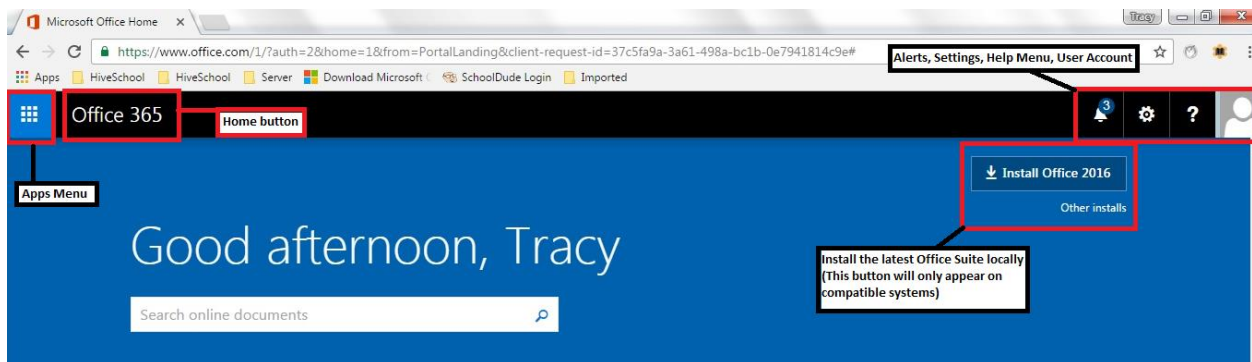 Microsoft Office Home
Tracy
https://www.office.com/1/?auth=2&home=1&from=PortalLanding&client-request-id=37c5fa9a-3a61-498a-bc1b-0e7941814c9e#
Apps HiveSchool HiveSchool Server Download Microsoft SchoolDude Login Imported
Alerts, Settings, Help Menu, User Account
Office 365
Home button
3
?
Apps Menu
Install Office 2016
Other installs
Good afternoon, Tracy
Install the latest Office Suite locally
(This button will only appear on
compatible systems)
Search online documents